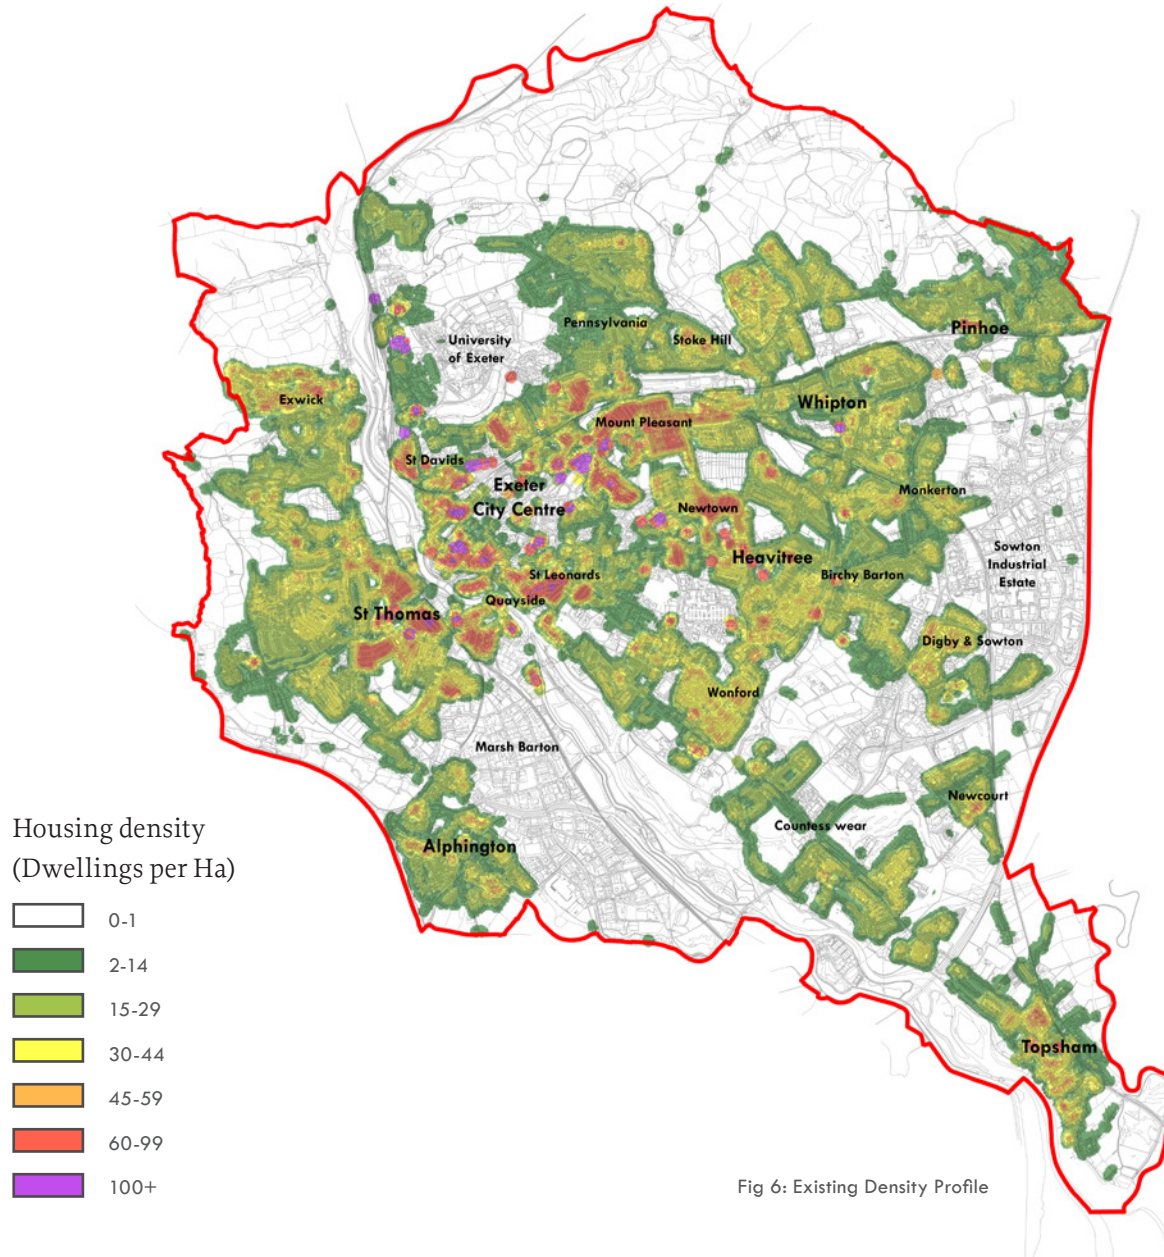 University
of Exeter
Pennsylvania
Stoke Hill
Pinhoe
Exwick
Whipton
Mount Pleasant
St Davids
Exeter
City Centre
Newtown
Monkerton
Heavitree
Sowton
Industrial
Estate
St Leonards
Birchy Barton
Quayside
St Thomas
Digby & Sowton
Wonford
Marsh Barton
Newcourt
Countess wear
Alphington
Topsham
Housing density
(Dwellings per Ha)
0-1
2-14
15-29
30-44
45-59
60-99
100+
Fig 6: Existing Density Profile